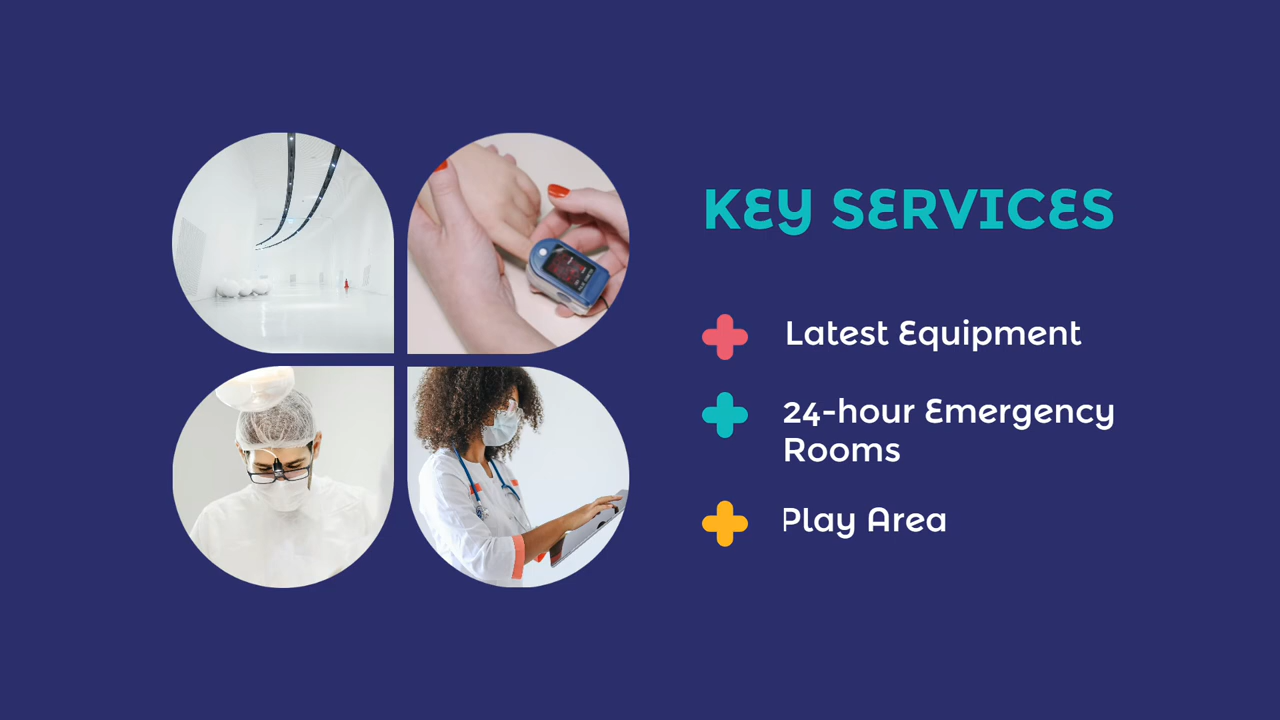 KEY SERVICES
Latest Equipment
24-hour Emergency
Rooms
Play Area